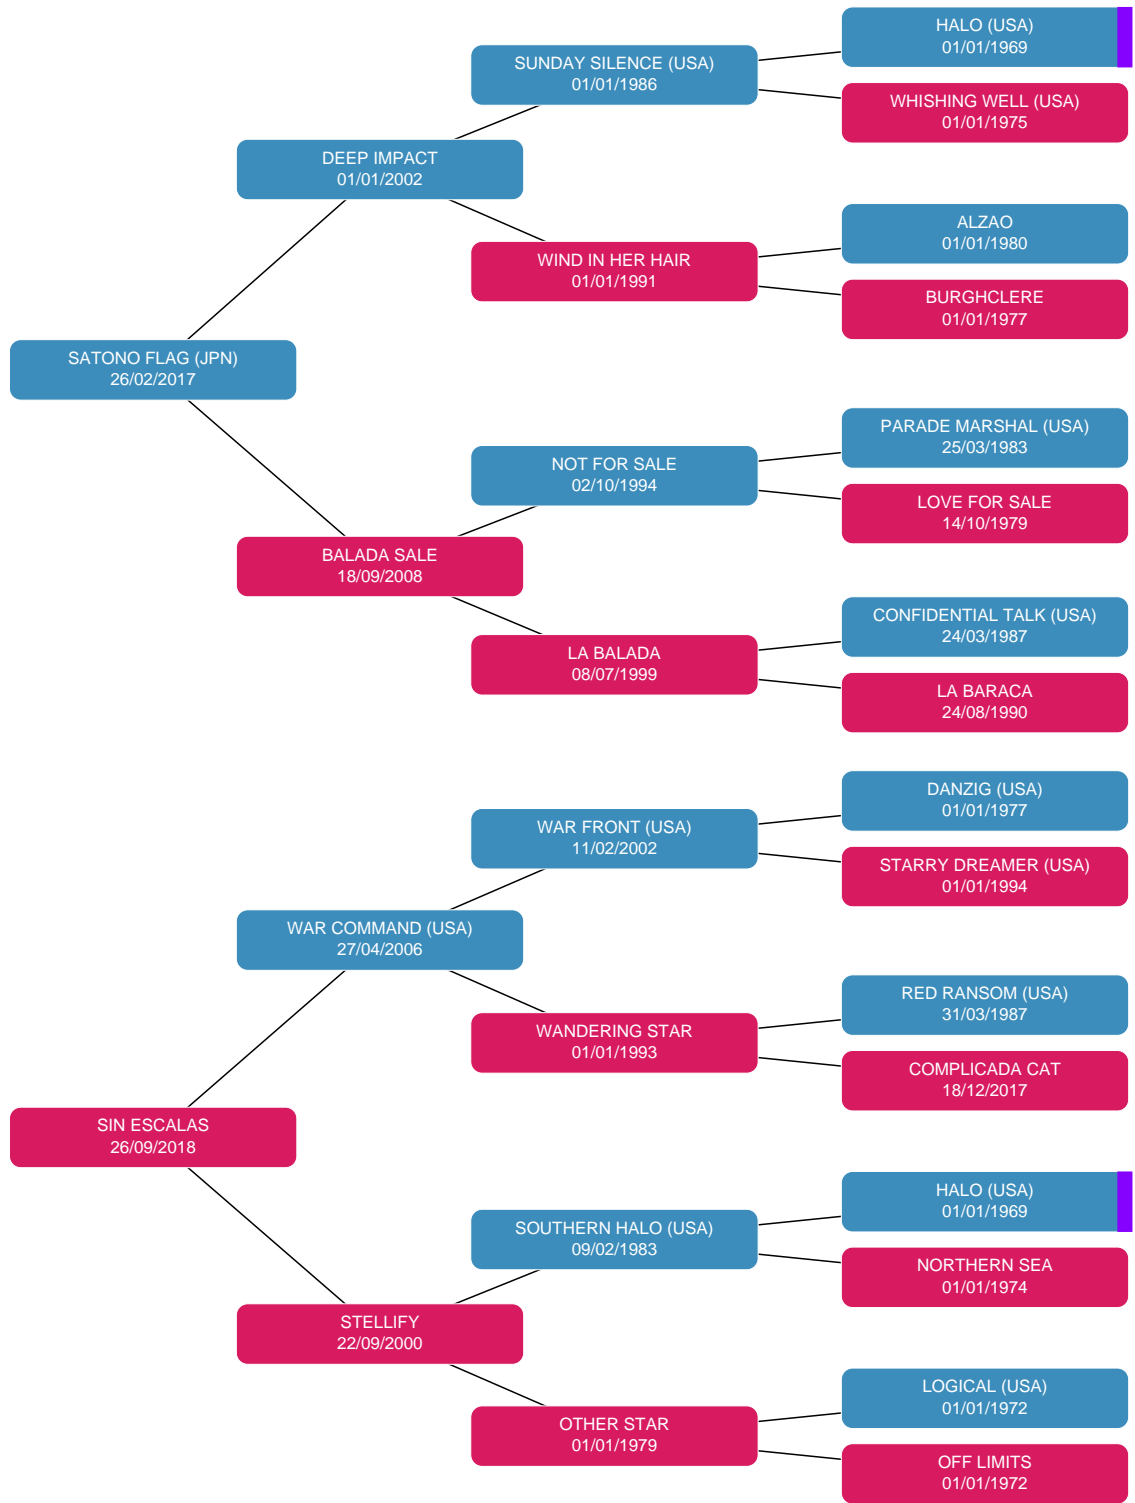 HALO (USA)
01/01/1969
SUNDAY SILENCE (USA)
01/01/1986
WHISHING WELL (USA)
01/01/1975
DEEP IMPACT
01/01/2002
ALZAO
01/01/1980
WIND IN HER HAIR
01/01/1991
BURGHCLERE
01/01/1977
SATONO FLAG (JPN)
26/02/2017
PARADE MARSHAL (USA)
25/03/1983
NOT FOR SALE
02/10/1994
LOVE FOR SALE
14/10/1979
BALADA SALE
18/09/2008
CONFIDENTIAL TALK (USA)
24/03/1987
LA BALADA
08/07/1999
LA BARACA
24/08/1990
DANZIG (USA)
01/01/1977
WAR FRONT (USA)
11/02/2002
STARRY DREAMER (USA)
01/01/1994
WAR COMMAND (USA)
27/04/2006
RED RANSOM (USA)
31/03/1987
WANDERING STAR
01/01/1993
COMPLICADA CAT
18/12/2017
SIN ESCALAS
26/09/2018
HALO (USA)
01/01/1969
SOUTHERN HALO (USA)
09/02/1983
NORTHERN SEA
01/01/1974
STELLIFY
22/09/2000
LOGICAL (USA)
01/01/1972
OTHER STAR
01/01/1979
OFF LIMITS
01/01/1972